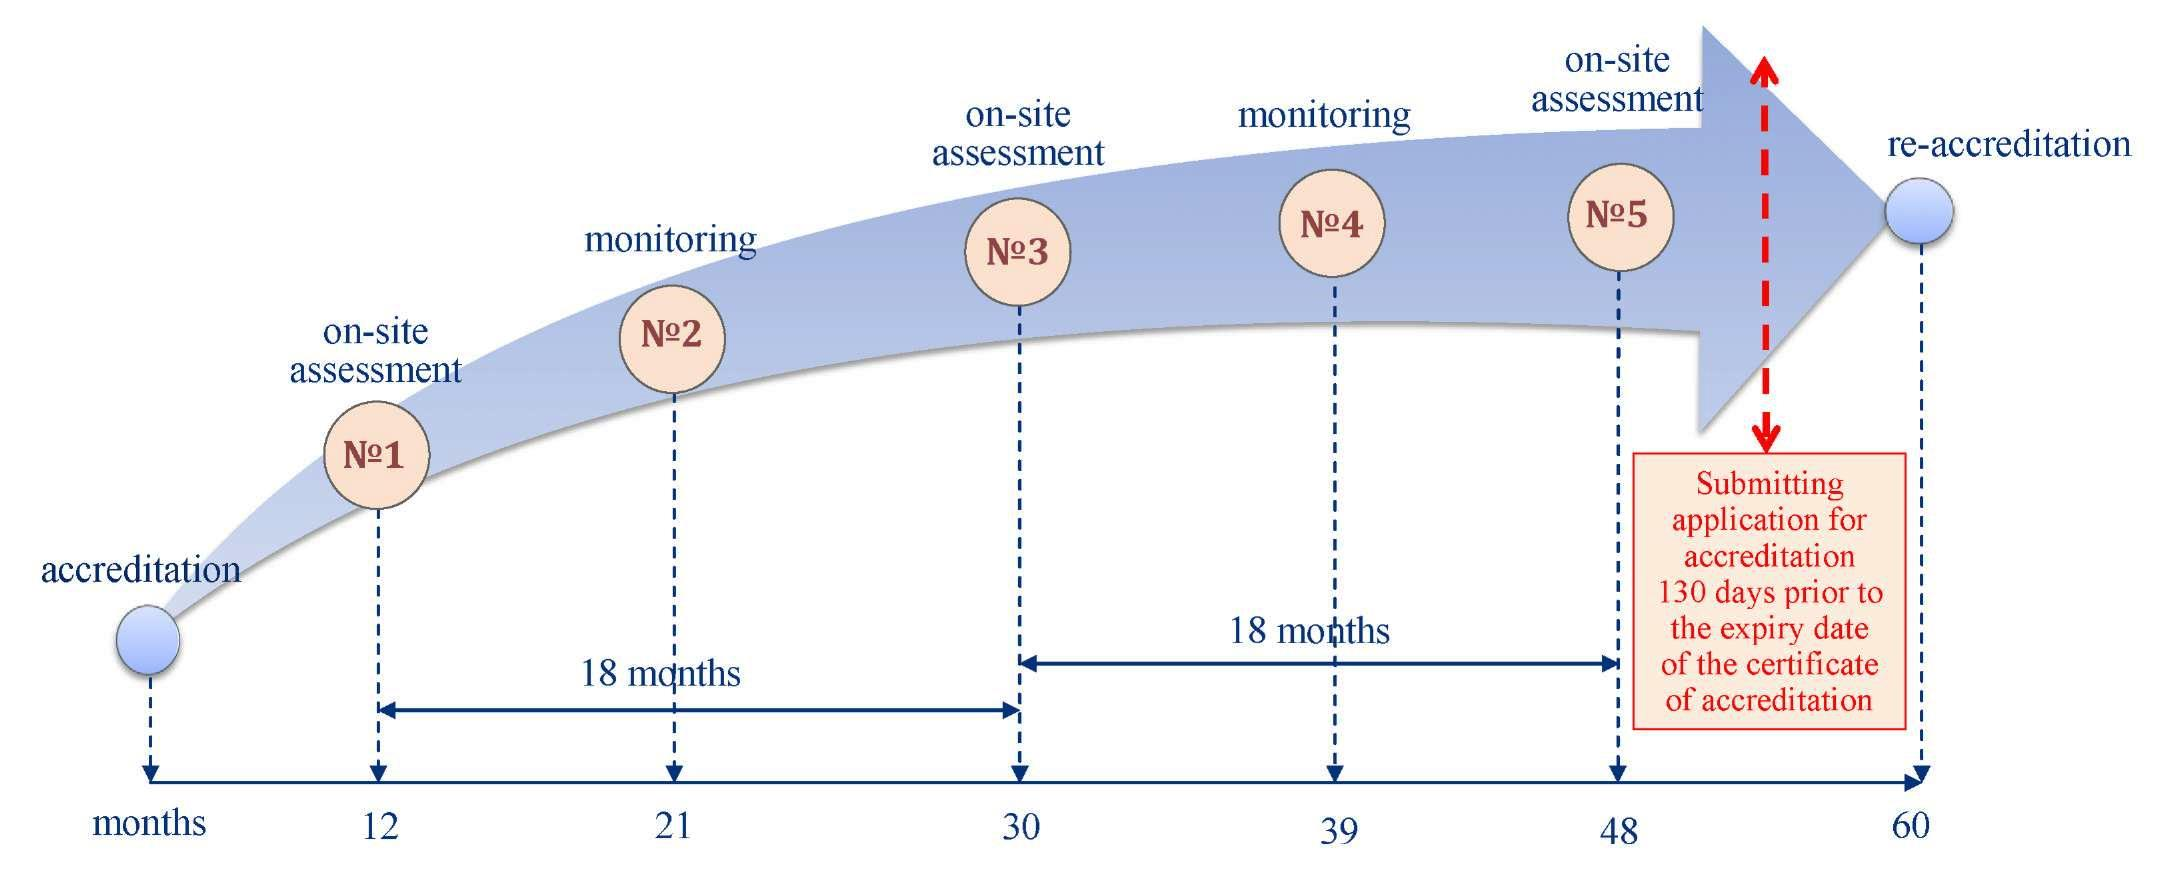 on-site
assessment
№1
monitoring
№2
on-site
assessment
№3
monitoring
№4
on-site
assessment
№5
re-accreditation
accreditation
18 months
18 months
Submitting
application for
accreditation
130 days prior to
the expiry date
of the certificate
of accreditation
months
12
21
30
39
48
60